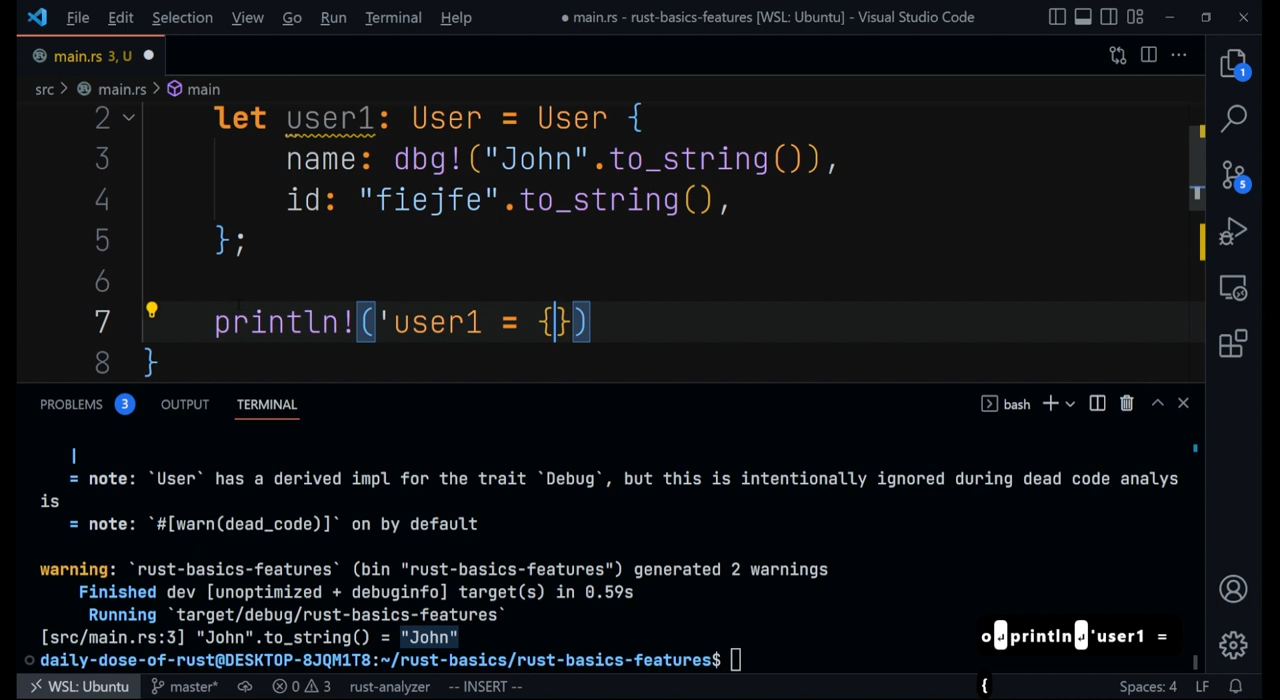 File Edit Selection View Go Run Terminal Help ● main.rs - rust-basics-features [WSL: Ubuntu] - Visual Studio Code
main.rs 3, U ●
src > main.rs > main
2 let user1: User = User {
3 name: dbg!("John".to_string()),
4 id: "fiejfe".to_string(),
5 };
6
7 println!('user1 = {})
8 }
1
5
PROBLEMS 3 OUTPUT TERMINAL bash
|
= note: `User` has a derived impl for the trait `Debug`, but this is intentionally ignored during dead code analys
is
= note: `#[warn(dead_code)]` on by default
warning: `rust-basics-features` (bin "rust-basics-features") generated 2 warnings
Finished dev [unoptimized + debuginfo] target(s) in 0.59s
Running `target/debug/rust-basics-features`
[src/main.rs:3] "John".to_string() = "John"
daily-dose-of-rust@DESKTOP-8JQM1T8:~/rust-basics/rust-basics-features$
o↵println↵'user1 =
{
WSL: Ubuntu master* 0 3 rust-analyzer -- INSERT -- Spaces: 4 LF